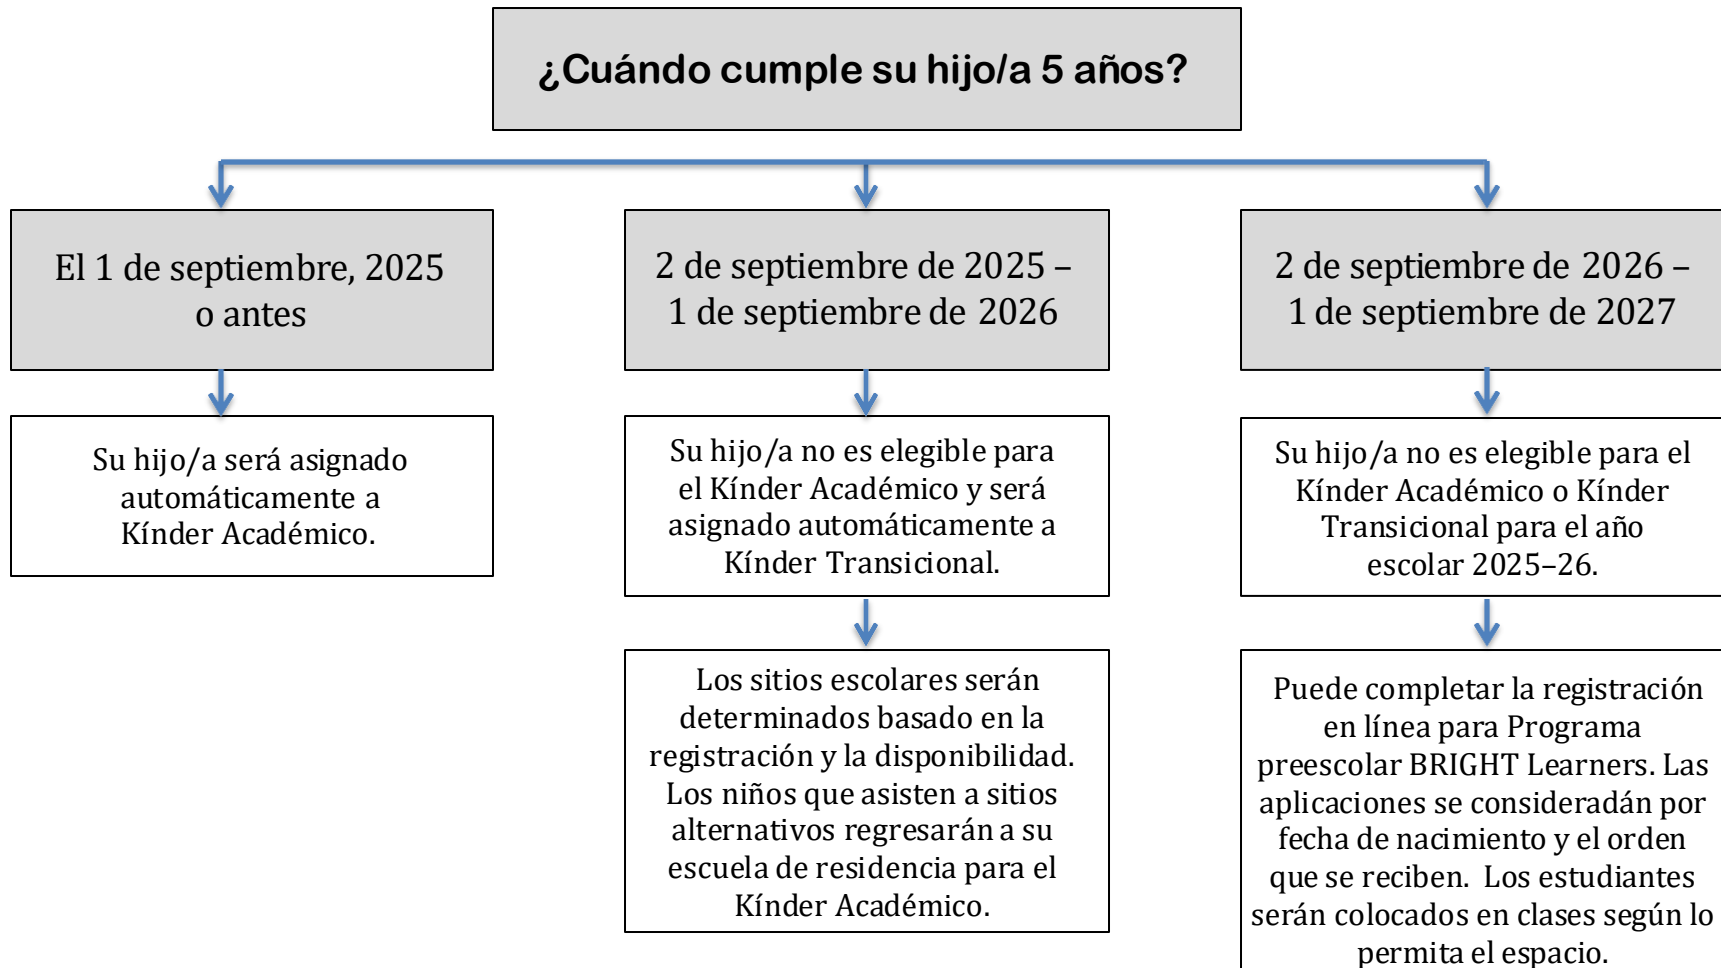 ¿Cuándo cumple su hijo/a 5 años?
El 1 de septiembre, 2025
o antes
2 de septiembre de 2025 –
1 de septiembre de 2026
2 de septiembre de 2026 –
1 de septiembre de 2027
Su hijo/a será asignado
automáticamente a
Kínder Académico.
Su hijo/a no es elegible para
el Kínder Académico y será
asignado automáticamente a
Kínder Transicional.
Su hijo/a no es elegible para el
Kínder Académico o Kínder
Transicional para el año
escolar 2025–26.
Los sitios escolares serán
determinados basado en la
registración y la disponibilidad.
Los niños que asisten a sitios
alternativos regresarán a su
escuela de residencia para el
Kínder Académico.
Puede completar la registración
en línea para Programa
preescolar BRIGHT Learners. Las
aplicaciones se consideradán por
fecha de nacimiento y el orden
que se reciben. Los estudiantes
serán colocados en clases según lo
permita el espacio.